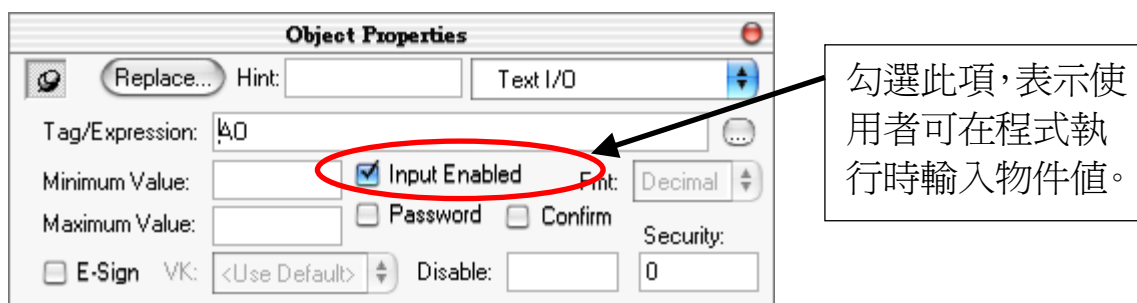 Object Properties
Replace... Hint: Text I/O
Tag/Expression: AO ...
Minimum Value: Input Enabled Fmt: Decimal
Maximum Value: Password Confirm
Security:
E-Sign VK: <Use Default> Disable: 0
勾選此項，表示使
用者可在程式執
行時輸入物件值。